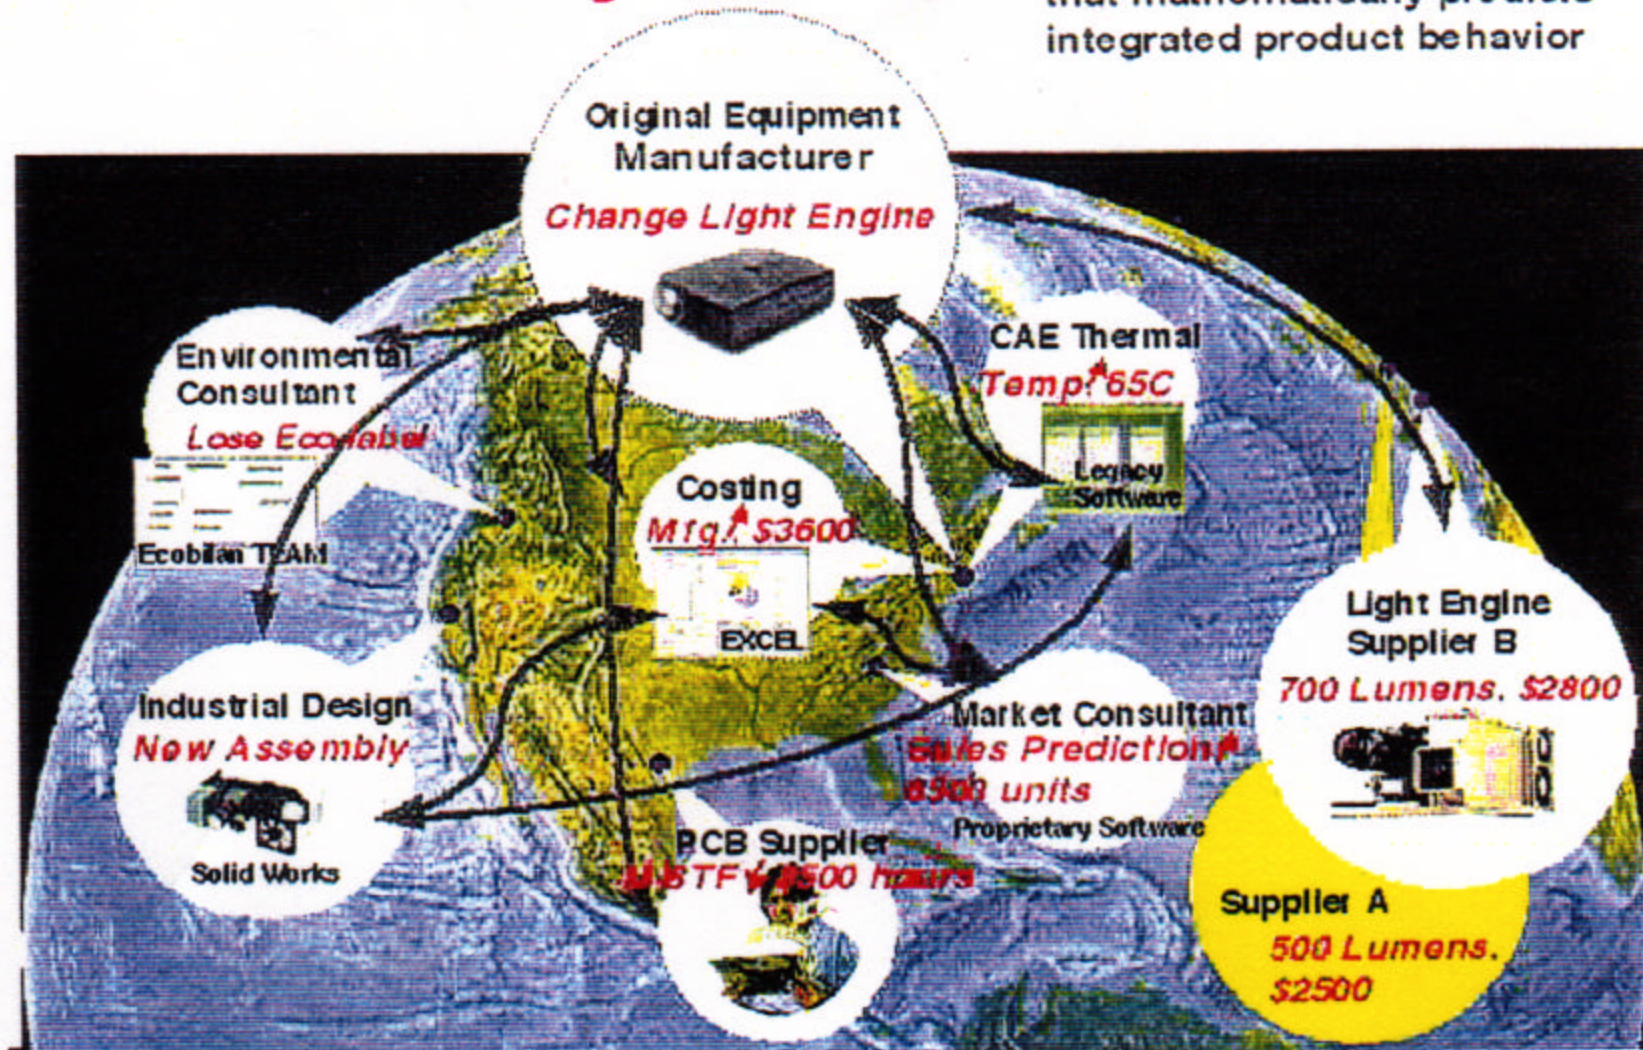 integrated product behavior
Original Equipment
Manufacturer
Change Light Engine
Environmental
Consultant
Lose Ecolabel
Ecobilan TEAM
CAE Thermal
Temp. 65C
Legacy
Software
Costing
Mfg. $3600
EXCEL
Light Engine
Supplier B
700 Lumens. $2800
Industrial Design
New Assembly
Solid Works
Market Consultant
Sales Prediction
units
Proprietary Software
PCB Supplier
hours
Supplier A
500 Lumens.
$2500